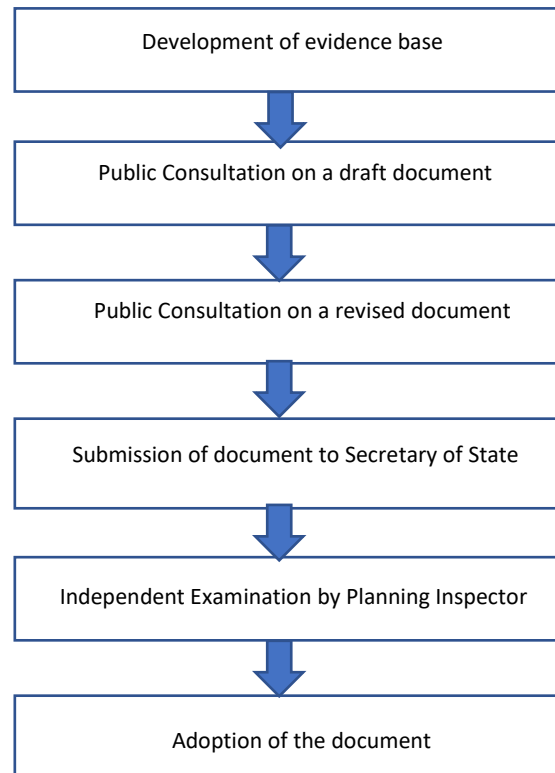 Development of evidence base
Public Consultation on a draft document
Public Consultation on a revised document
Submission of document to Secretary of State
Independent Examination by Planning Inspector
Adoption of the document